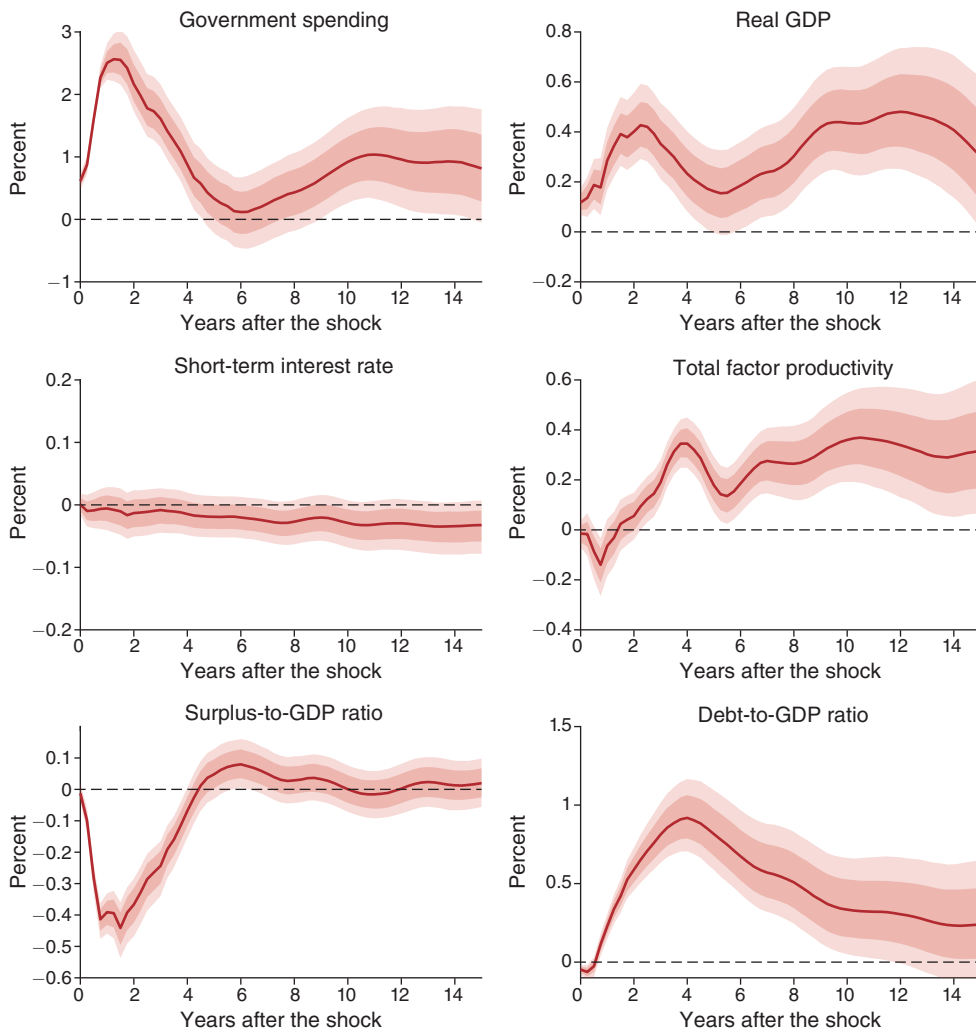 Government spending
Percent
3
2
1
0
−1
0 2 4 6 8 10 12 14
Years after the shock
Real GDP
Percent
0.8
0.6
0.4
0.2
0
−0.2
0 2 4 6 8 10 12 14
Years after the shock
Short-term interest rate
Percent
0.2
0.1
0
−0.1
−0.2
0 2 4 6 8 10 12 14
Years after the shock
Total factor productivity
Percent
0.6
0.4
0.2
0
−0.2
−0.4
0 2 4 6 8 10 12 14
Years after the shock
Surplus-to-GDP ratio
Percent
0.1
0
−0.1
−0.2
−0.3
−0.4
−0.5
−0.6
0 2 4 6 8 10 12 14
Years after the shock
Debt-to-GDP ratio
Percent
1.5
1
0.5
0
0 2 4 6 8 10 12 14
Years after the shock